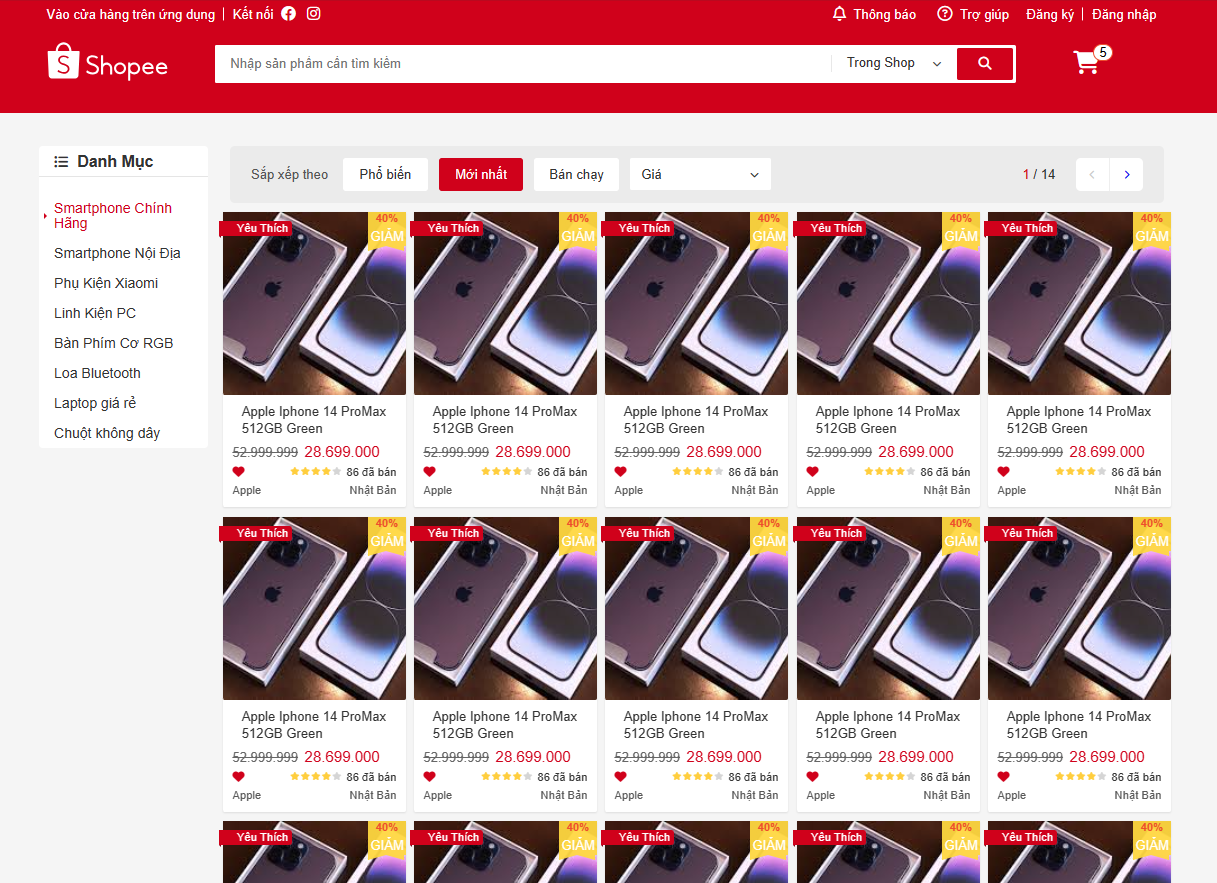 Vào cửa hàng trên ứng dụng
Kết nối
Thông báo
Trợ giúp
Đăng ký
Đăng nhập
S Shopee
Nhập sản phẩm cần tìm kiếm
Trong Shop
5
Danh Mục
Smartphone Chính
Hãng
Smartphone Nội Địa
Phụ Kiện Xiaomi
Linh Kiện PC
Bàn Phím Cơ RGB
Loa Bluetooth
Laptop giá rẻ
Chuột không dây
Sắp xếp theo
Phổ biến
Mới nhất
Bán chạy
Giá
1 / 14
Yêu Thích 40% Yêu Thích 40% Yêu Thích 40% Yêu Thích 40% Yêu Thích 40%
GIẢM GIẢM GIẢM GIẢM GIẢM
Apple Iphone 14 ProMax Apple Iphone 14 ProMax Apple Iphone 14 ProMax Apple Iphone 14 ProMax Apple Iphone 14 ProMax
512GB Green 512GB Green 512GB Green 512GB Green 512GB Green
52.999.999 28.699.000 52.999.999 28.699.000 52.999.999 28.699.000 52.999.999 28.699.000 52.999.999 28.699.000
86 đã bán 86 đã bán 86 đã bán 86 đã bán 86 đã bán
Apple Nhật Bản Apple Nhật Bản Apple Nhật Bản Apple Nhật Bản Apple Nhật Bản
Yêu Thích 40% Yêu Thích 40% Yêu Thích 40% Yêu Thích 40% Yêu Thích 40%
GIẢM GIẢM GIẢM GIẢM GIẢM
Apple Iphone 14 ProMax Apple Iphone 14 ProMax Apple Iphone 14 ProMax Apple Iphone 14 ProMax Apple Iphone 14 ProMax
512GB Green 512GB Green 512GB Green 512GB Green 512GB Green
52.999.999 28.699.000 52.999.999 28.699.000 52.999.999 28.699.000 52.999.999 28.699.000 52.999.999 28.699.000
86 đã bán 86 đã bán 86 đã bán 86 đã bán 86 đã bán
Apple Nhật Bản Apple Nhật Bản Apple Nhật Bản Apple Nhật Bản Apple Nhật Bản
Yêu Thích 40% Yêu Thích 40% Yêu Thích 40% Yêu Thích 40% Yêu Thích 40%
GIẢM GIẢM GIẢM GIẢM GIẢM